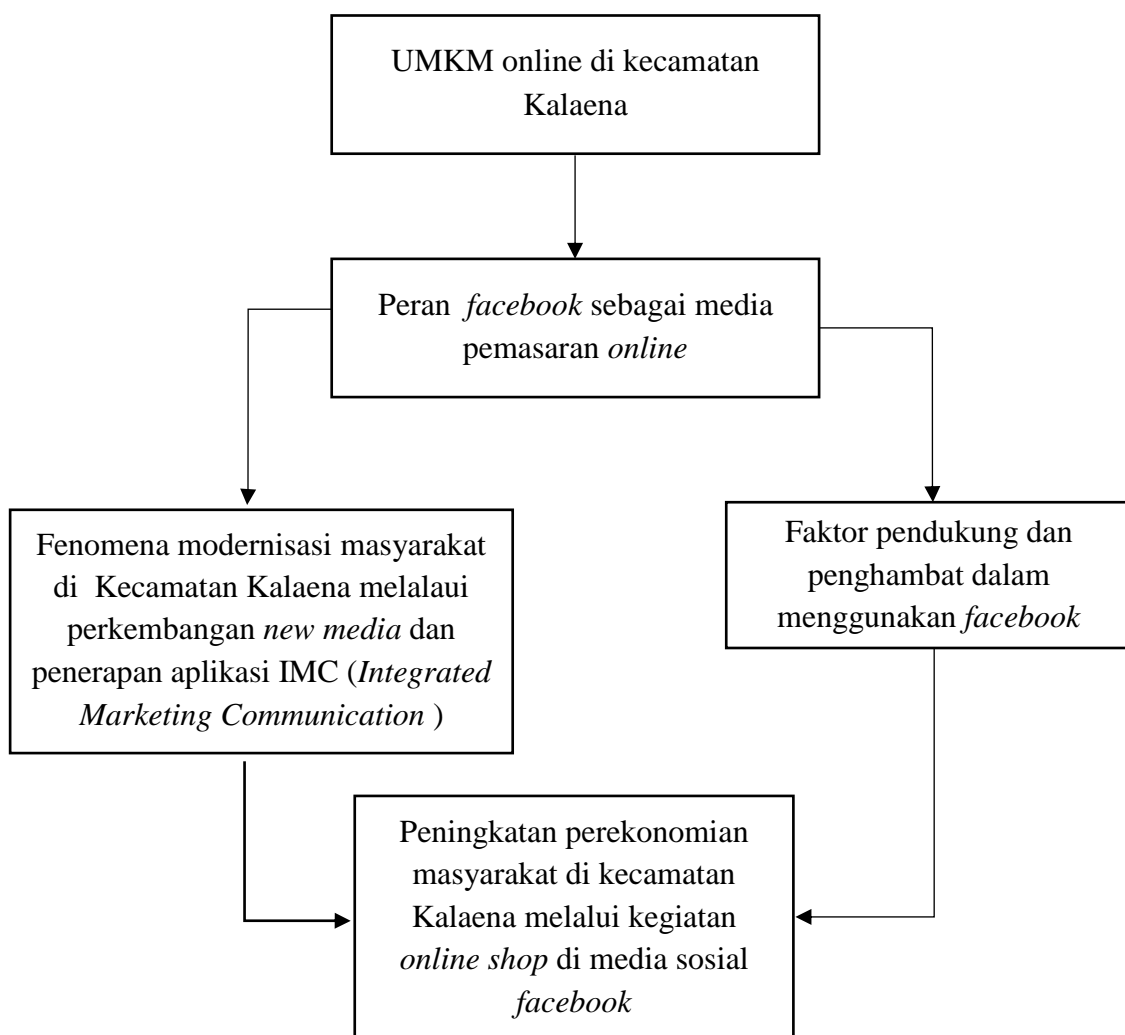 UMKM online di kecamatan
Kalaena
Peran facebook sebagai media
pemasaran online
Fenomena modernisasi masyarakat
di Kecamatan Kalaena melalaui
perkembangan new media dan
penerapan aplikasi IMC (Integrated
Marketing Communication )
Faktor pendukung dan
penghambat dalam
menggunakan facebook
Peningkatan perekonomian
masyarakat di kecamatan
Kalaena melalui kegiatan
online shop di media sosial
facebook